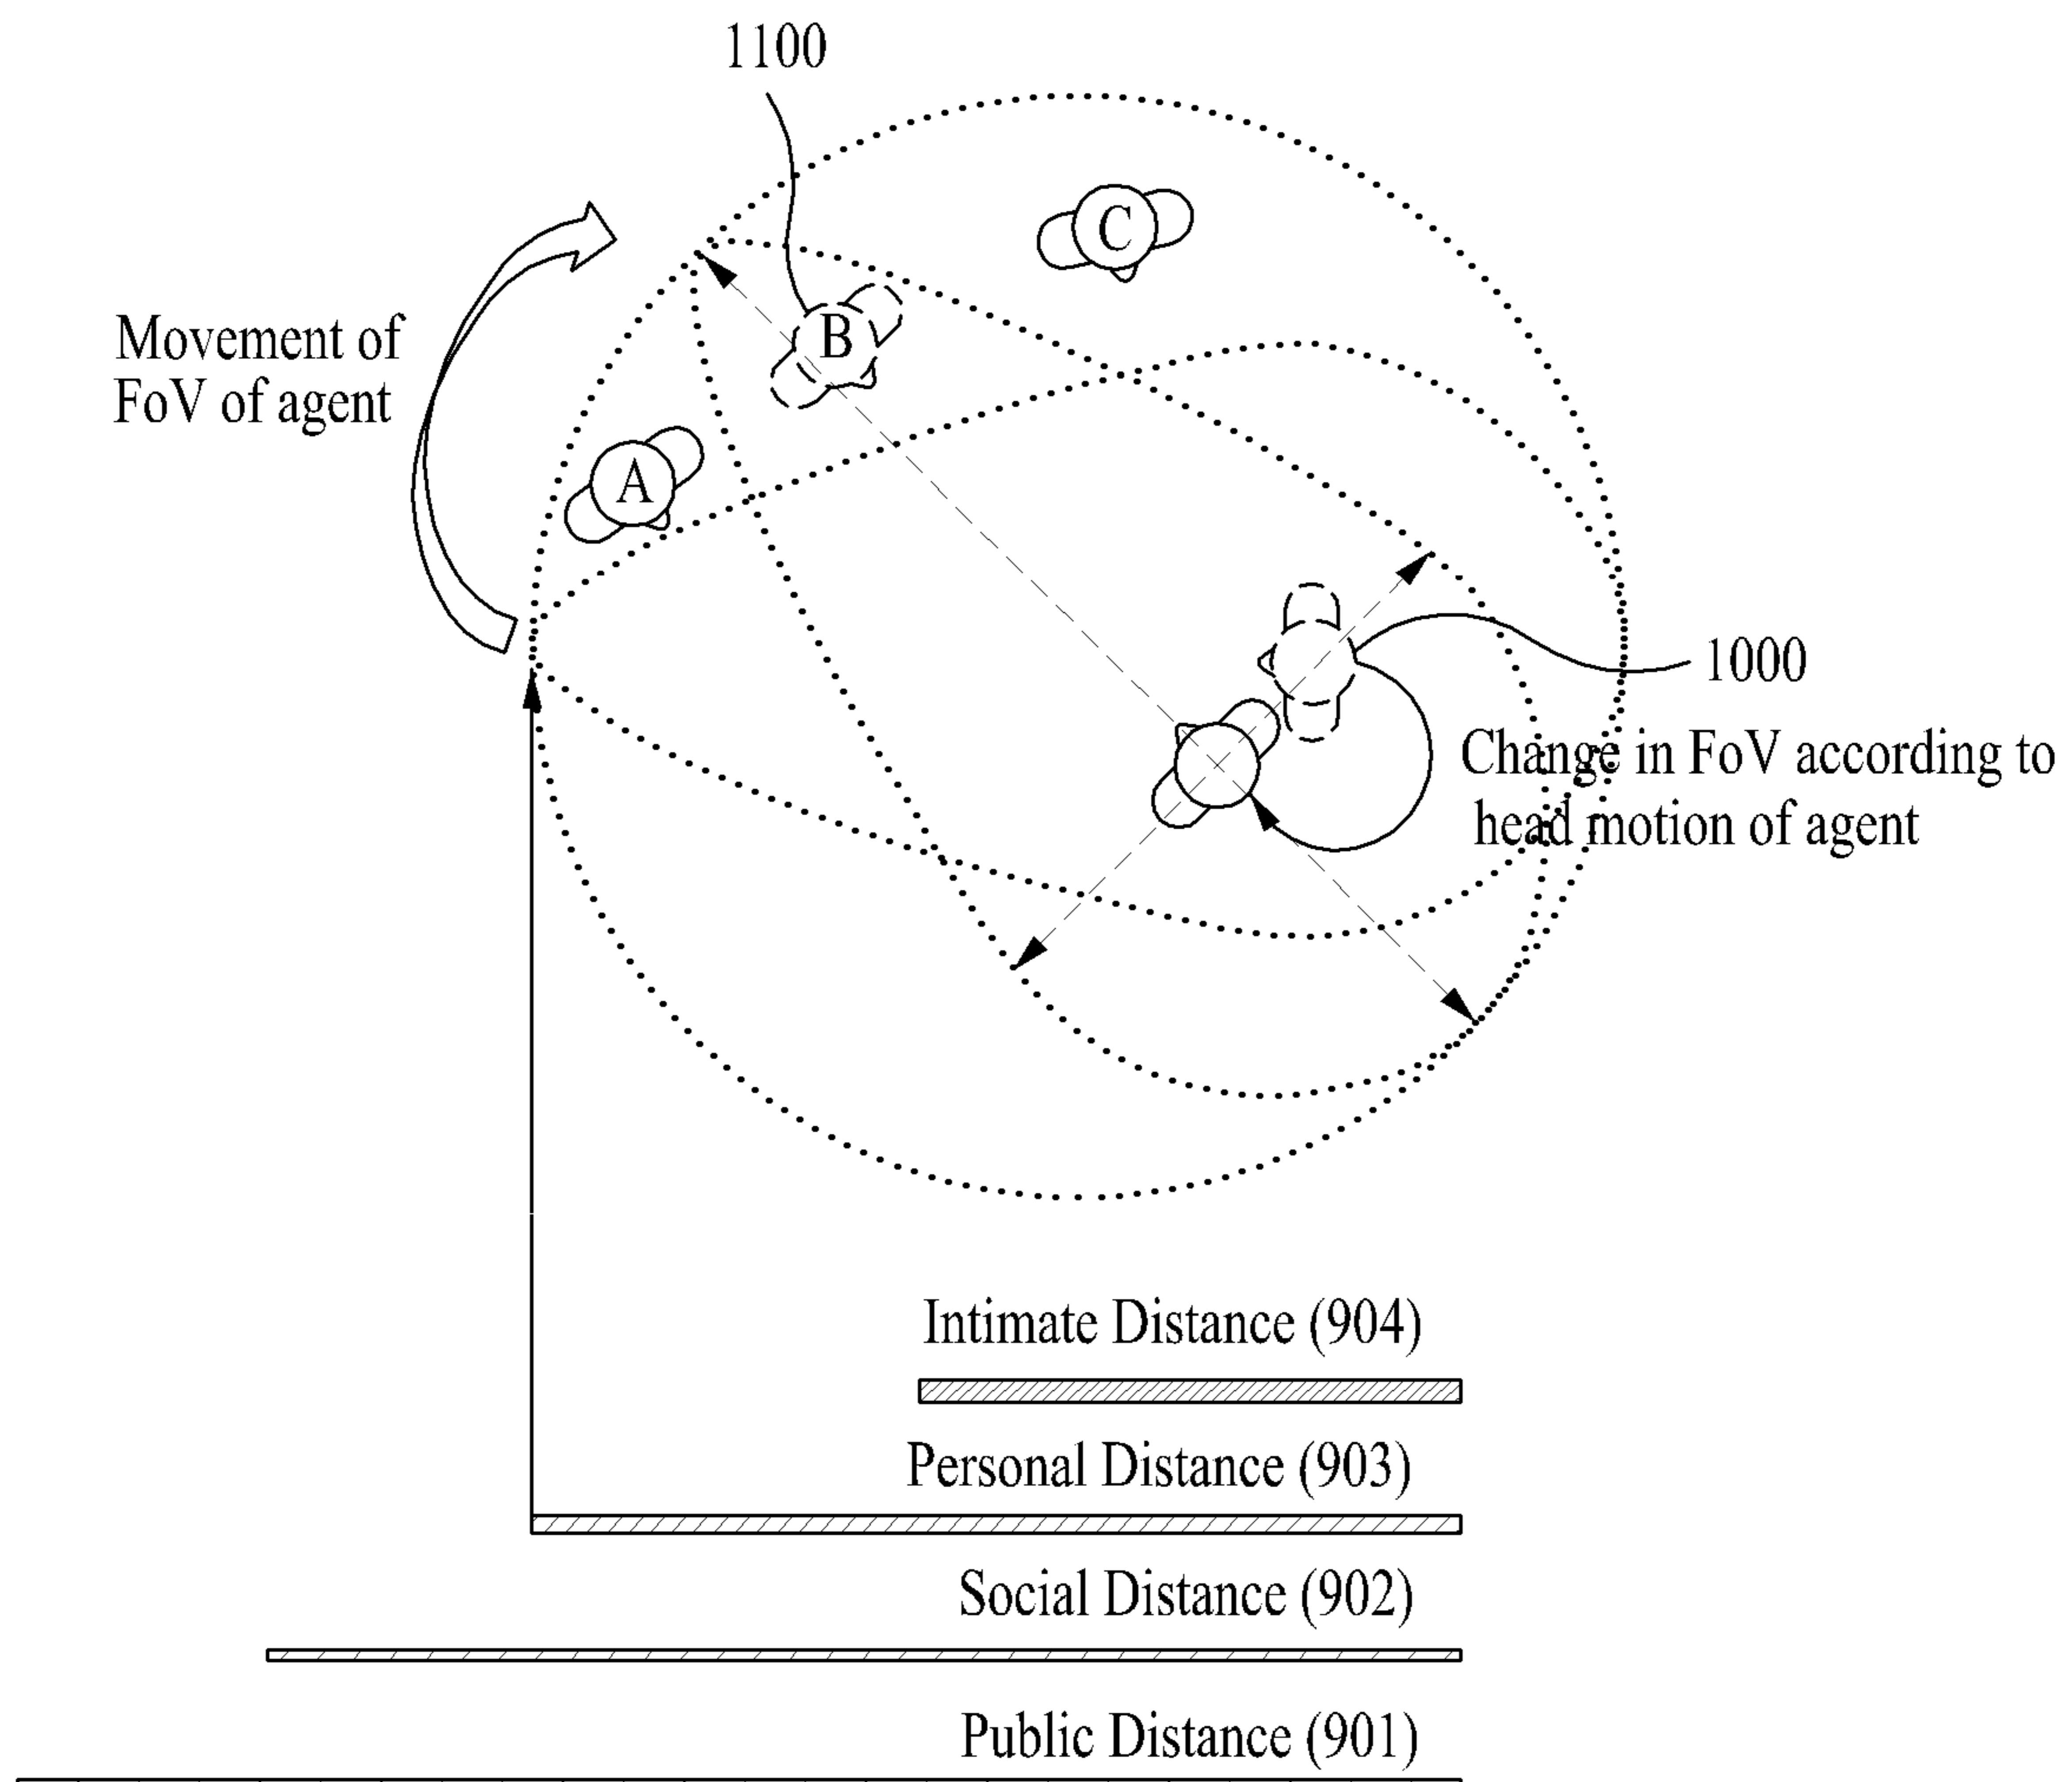 1100
C
Movement of
FoV of agent
B
A
1000
Change in FoV according to
head motion of agent
Intimate Distance (904)
Personal Distance (903)
Social Distance (902)
Public Distance (901)